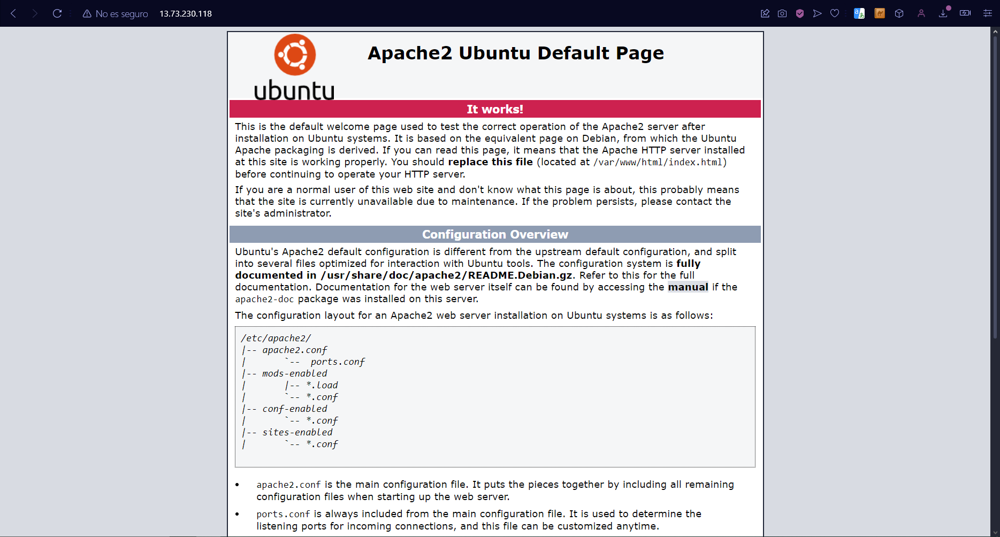 No es seguro 13.73.230.118
ubuntu
Apache2 Ubuntu Default Page
It works!
This is the default welcome page used to test the correct operation of the Apache2 server after
installation on Ubuntu systems. It is based on the equivalent page on Debian, from which the Ubuntu
Apache packaging is derived. If you can read this page, it means that the Apache HTTP server installed
at this site is working properly. You should replace this file (located at /var/www/html/index.html)
before continuing to operate your HTTP server.
If you are a normal user of this web site and don't know what this page is about, this probably means
that the site is currently unavailable due to maintenance. If the problem persists, please contact the
site's administrator.
Configuration Overview
Ubuntu's Apache2 default configuration is different from the upstream default configuration, and split
into several files optimized for interaction with Ubuntu tools. The configuration system is fully
documented in /usr/share/doc/apache2/README.Debian.gz. Refer to this for the full
documentation. Documentation for the web server itself can be found by accessing the manual if the
apache2-doc package was installed on this server.
The configuration layout for an Apache2 web server installation on Ubuntu systems is as follows:
/etc/apache2/
|-- apache2.conf
|       `--  ports.conf
|-- mods-enabled
|       |-- *.load
|       `-- *.conf
|-- conf-enabled
|       `-- *.conf
|-- sites-enabled
|       `-- *.conf
• apache2.conf is the main configuration file. It puts the pieces together by including all remaining
configuration files when starting up the web server.
• ports.conf is always included from the main configuration file. It is used to determine the
listening ports for incoming connections, and this file can be customized anytime.